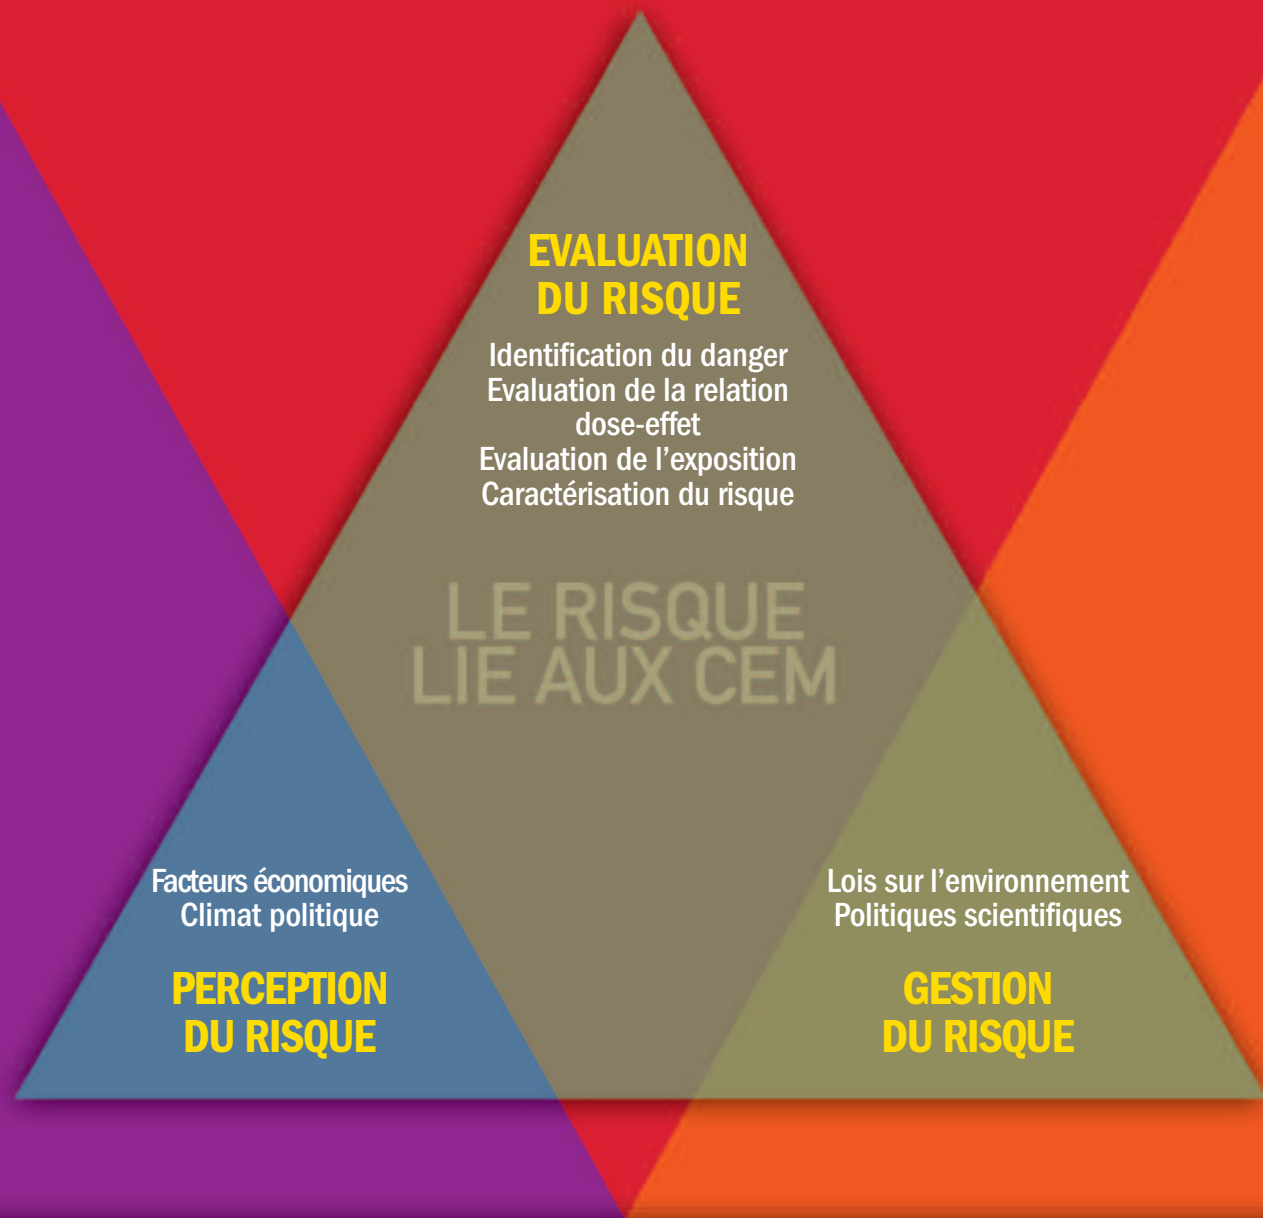 EVALUATION
DU RISQUE
Identification du danger
Evaluation de la relation
dose-effet
Evaluation de l’exposition
Caractérisation du risque
LE RISQUE
LIE AUX CEM
Facteurs économiques
Climat politique
PERCEPTION
DU RISQUE
Lois sur l’environnement
Politiques scientifiques
GESTION
DU RISQUE